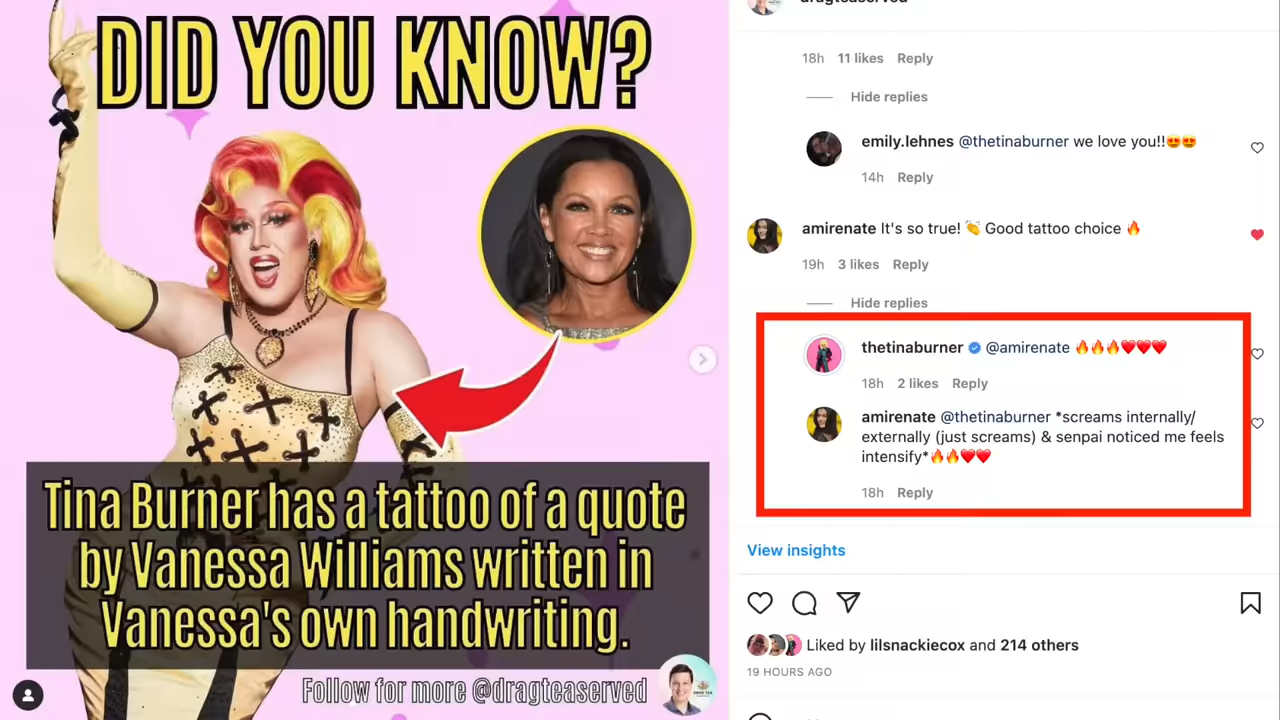 DID YOU KNOW?
Tina Burner has a tattoo of a quote
by Vanessa Williams written in
Vanessa's own handwriting.
Follow for more @dragteaserved
dragteaserved
18h 11 likes Reply
Hide replies
emily.lehnes @thetinaburner we love you!!😍😍
14h Reply
amirenate It's so true! 👏 Good tattoo choice 🔥
19h 3 likes Reply
Hide replies
thetinaburner @amirenate 🔥🔥🔥❤️❤️❤️
18h 2 likes Reply
amirenate @thetinaburner *screams internally/
externally (just screams) & senpai noticed me feels
intensify*🔥🔥❤️❤️
18h Reply
View insights
Liked by lilsnackiecox and 214 others
19 HOURS AGO